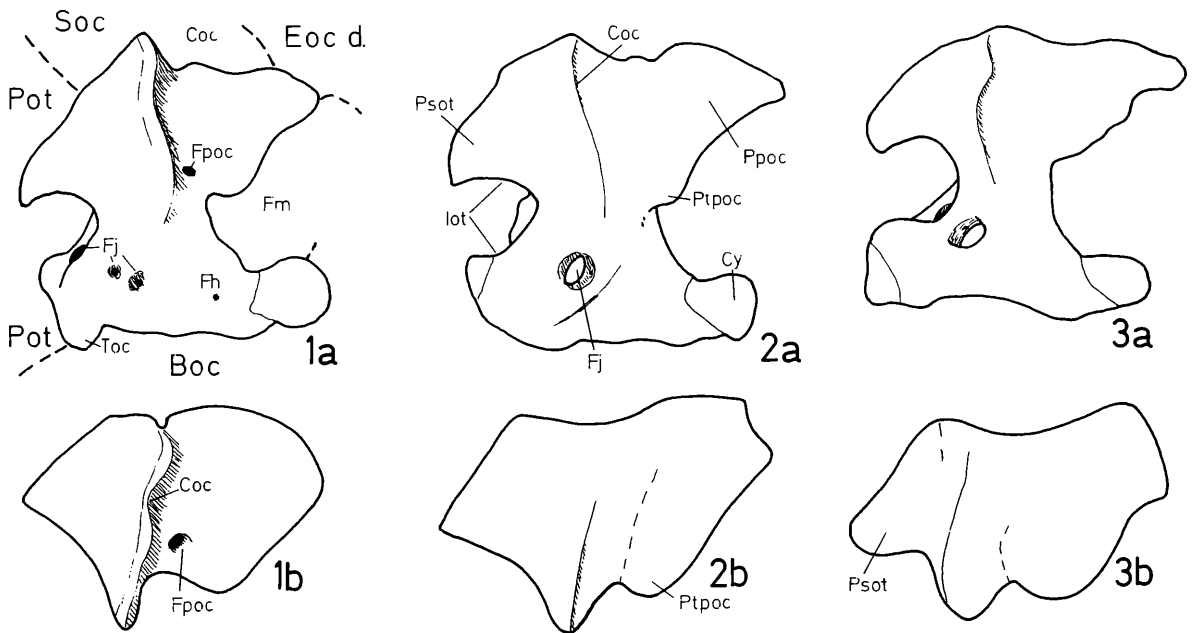 Soc
Coc
Eoc d.
Pot
Fpoc
Fm
Fj
Fh
Pot
Toc
Boc
1a
Coc
Psot
Ppoc
Ptpoc
Iot
Cy
Fj
2a
3a
Coc
Fpoc
1b
Ptpoc
2b
Psot
3b